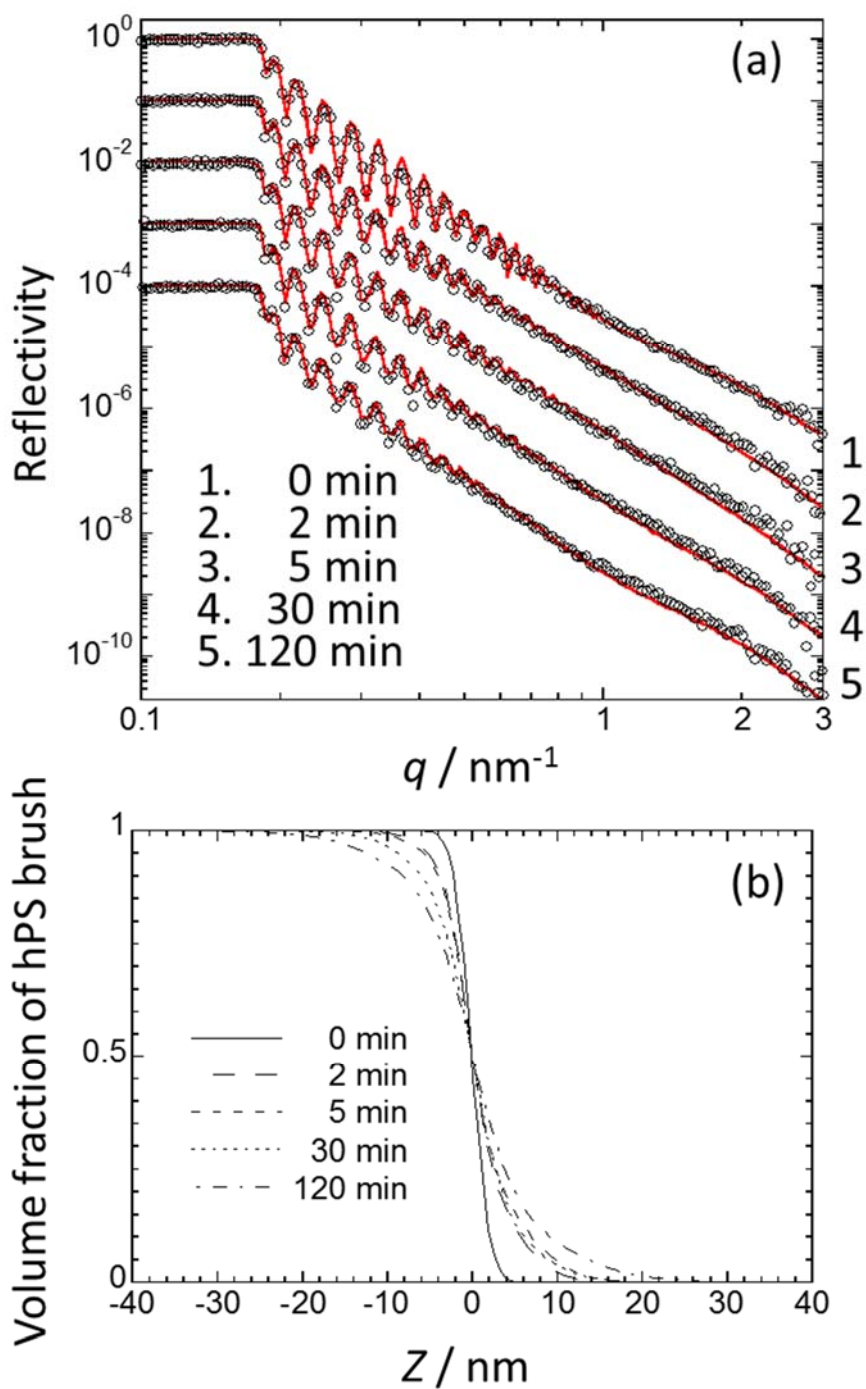 (a)
10⁰
10⁻²
10⁻⁴
10⁻⁶
10⁻⁸
10⁻¹⁰
Reflectivity
1. 0 min
2. 2 min
3. 5 min
4. 30 min
5. 120 min
1
2
3
4
5
0.1 1 2 3
q / nm⁻¹
(b)
Volume fraction of hPS brush
1
0.5
0
0 min
2 min
5 min
30 min
120 min
-40 -30 -20 -10 0 10 20 30 40
Z / nm